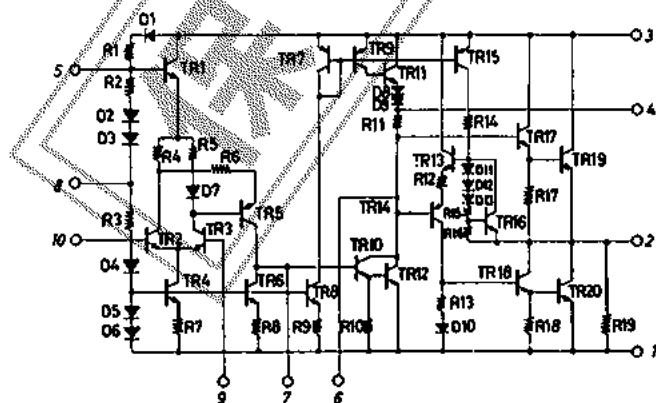 D1
3
R1
5
TR1
TR7
TR9
TR11
TR15
R2
D8
D9
4
D2
R11
R14
TR17
D3
R4
R5
R6
TR13
D11
TR19
8
D7
R12
D12
D13
R17
R3
TR5
TR14
R15
TR16
10
TR2
TR3
R16
2
D4
TR10
TR12
TR18
TR4
TR6
TR8
TR20
D5
R7
R8
R9
R10
R13
D10
R18
R19
D6
1
9
7
6